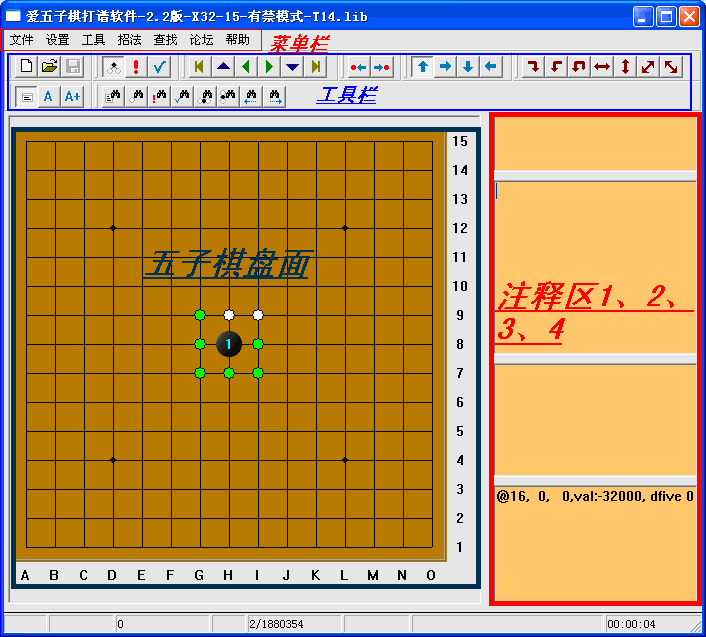 爱五子棋打谱软件-2.2版-X32-15-有禁模式-T14.lib
文件 设置 工具 招法 查找 论坛 帮助
菜单栏
A A+
工具栏
15
14
13
12
11
五子棋盘面
10
9
8
1
7
6
5
4
3
2
1
A B C D E F G H I J K L M N O
注释区1、2、
3、4
@16, 0, 0,val:-32000, dfive 0
0
2/1880354
00:00:04